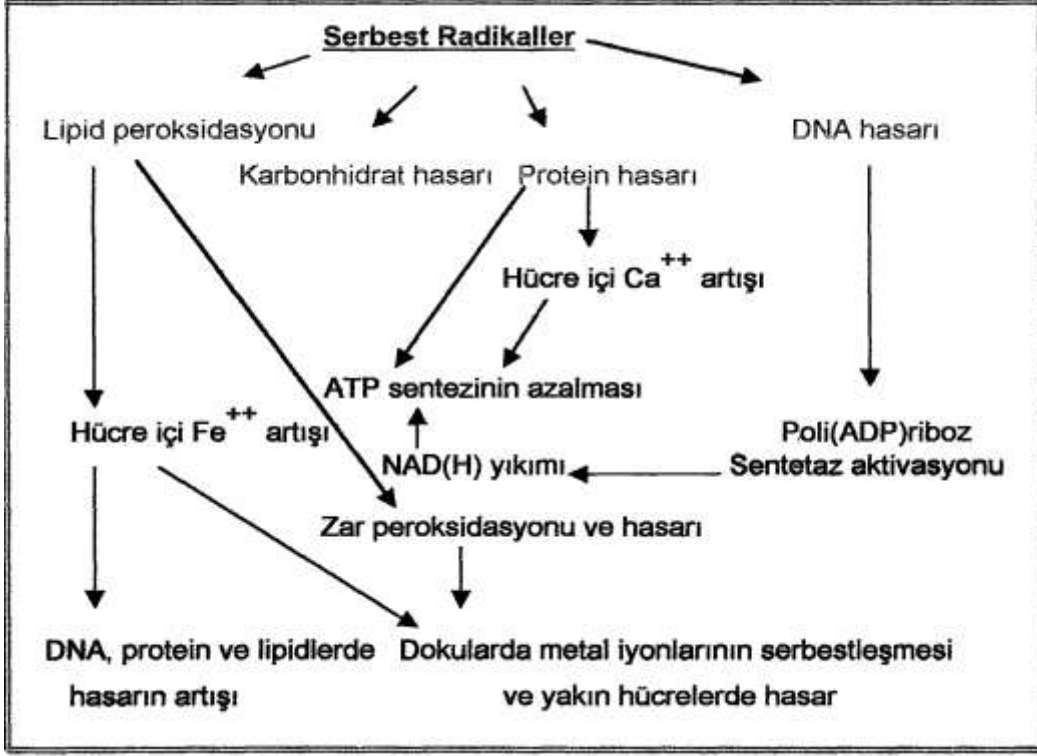 Serbest Radikaller
Lipid peroksidasyonu
DNA hasarı
Karbonhidrat hasarı
Protein hasarı
Hücre içi Ca++ artışı
ATP sentezinin azalması
Hücre içi Fe++ artışı
Poli(ADP)riboz
Sentetaz aktivasyonu
NAD(H) yıkımı
Zar peroksidasyonu ve hasarı
DNA, protein ve lipidlerde
hasarın artışı
Dokularda metal iyonlarının serbestleşmesi
ve yakın hücrelerde hasar